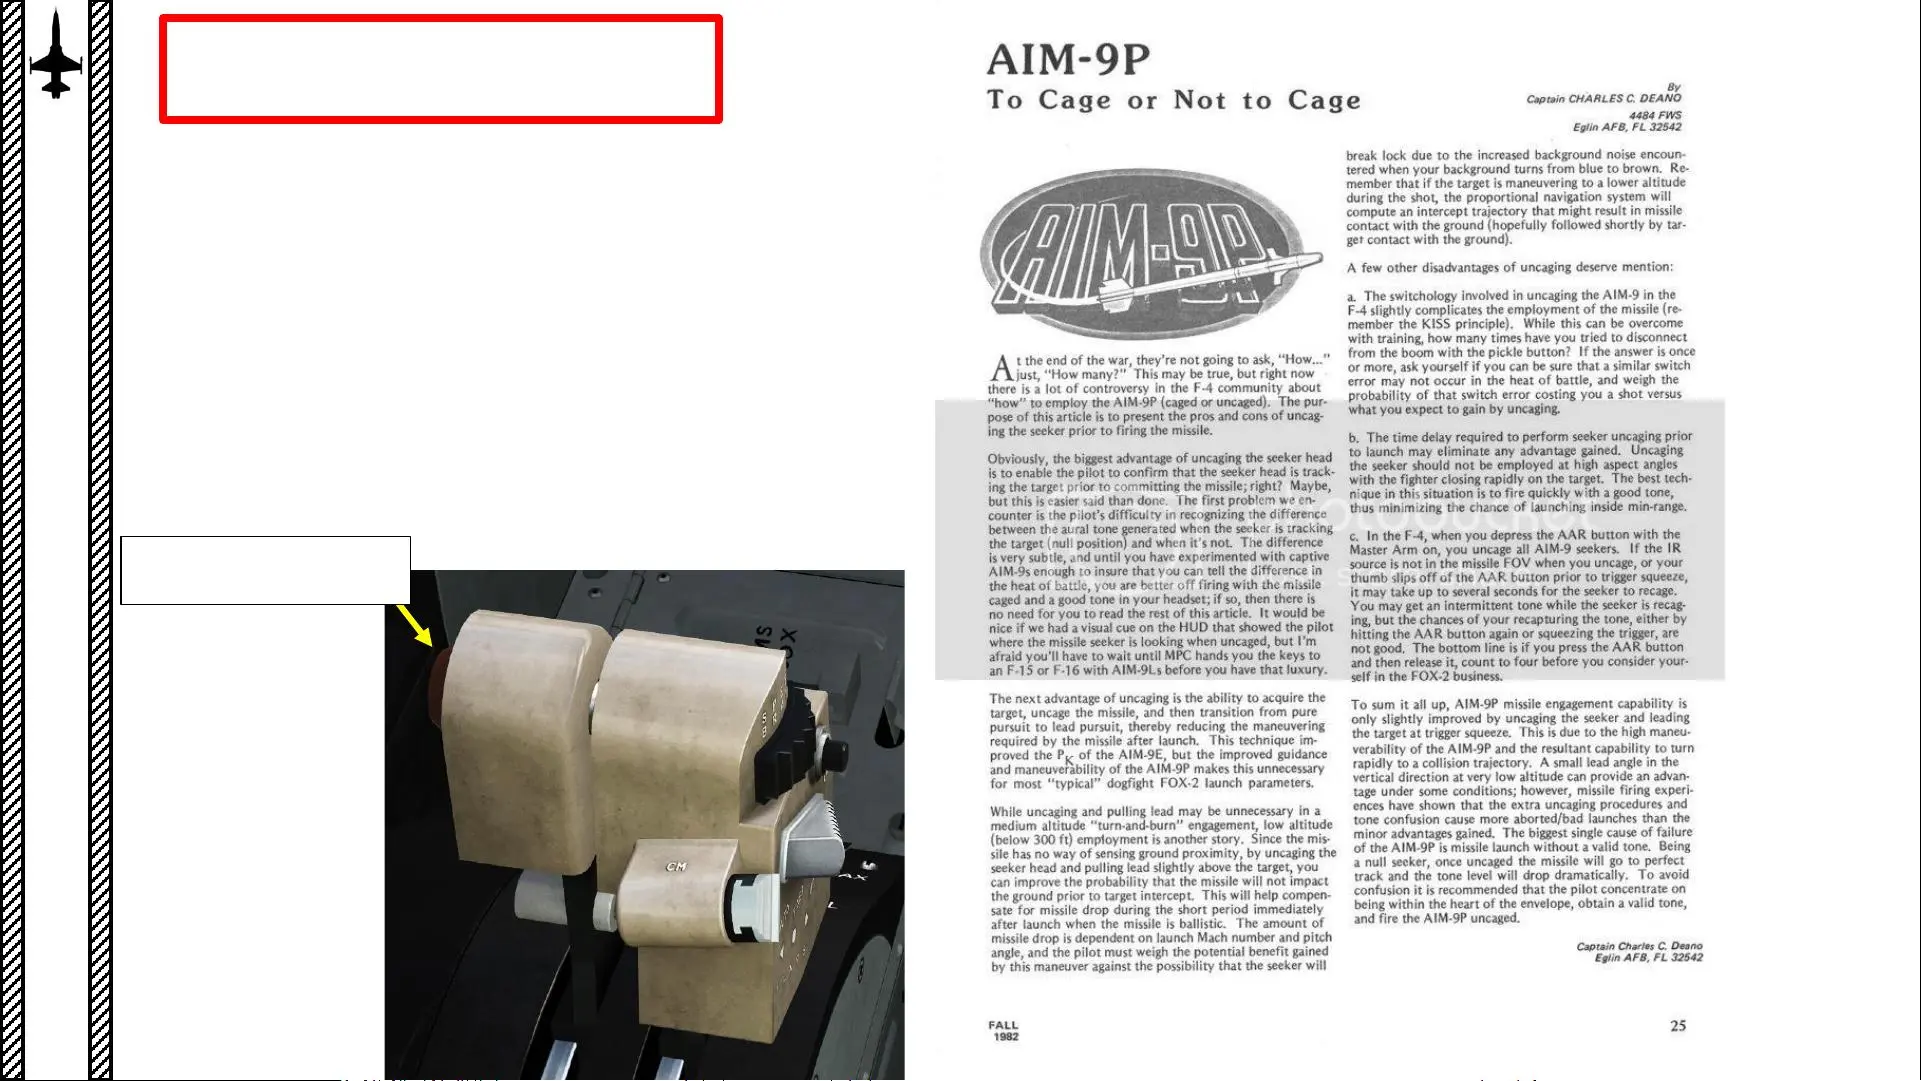 AIM-9P
To Cage or Not to Cage
By
Captain CHARLES C. DEANO
4484 FWS
Eglin AFB, FL 32542
AIM-9P
At the end of the war, they're not going to ask, “How...”
just, “How many?” This may be true, but right now
there is a lot of controversy in the F-4 community about
“how” to employ the AIM-9P (caged or uncaged). The pur-
pose of this article is to present the pros and cons of uncag-
ing the seeker prior to firing the missile.
Obviously, the biggest advantage of uncaging the seeker head
is to enable the pilot to confirm that the seeker head is track-
ing the target prior to committing the missile; right? Maybe,
but this is easier said than done. The first problem we en-
counter is the pilot's difficulty in recognizing the difference
between the aural tone generated when the seeker is tracking
the target (null position) and when it's not. The difference
is very subtle, and until you have experimented with captive
AIM-9s enough to insure that you can tell the difference in
the heat of battle, you are better off firing with the missile
caged and a good tone in your headset; if so, then there is
no need for you to read the rest of this article. It would be
nice if we had a visual cue on the HUD that showed the pilot
where the missile seeker is looking when uncaged, but I'm
afraid you'll have to wait until MPC hands you the keys to
an F-15 or F-16 with AIM-9Ls before you have that luxury.
The next advantage of uncaging is the ability to acquire the
target, uncage the missile, and then transition from pure
pursuit to lead pursuit, thereby reducing the maneuvering
required by the missile after launch. This technique im-
proved the PK of the AIM-9E, but the improved guidance
and maneuverability of the AIM-9P makes this unnecessary
for most “typical” dogfight FOX-2 launch parameters.
While uncaging and pulling lead may be unnecessary in a
medium altitude “turn-and-burn” engagement, low altitude
(below 300 ft) employment is another story. Since the mis-
sile has no way of sensing ground proximity, by uncaging the
seeker head and pulling lead slightly above the target, you
can improve the probability that the missile will not impact
the ground prior to target intercept. This will help compen-
sate for missile drop during the short period immediately
after launch when the missile is ballistic. The amount of
missile drop is dependent on launch Mach number and pitch
angle, and the pilot must weigh the potential benefit gained
by this maneuver against the possibility that the seeker will
break lock due to the increased background noise encoun-
tered when your background turns from blue to brown. Re-
member that if the target is maneuvering to a lower altitude
during the shot, the proportional navigation system will
compute an intercept trajectory that might result in missile
contact with the ground (hopefully followed shortly by tar-
get contact with the ground).
A few other disadvantages of uncaging deserve mention:
a. The switchology involved in uncaging the AIM-9 in the
F-4 slightly complicates the employment of the missile (re-
member the KISS principle). While this can be overcome
with training, how many times have you tried to disconnect
from the boom with the pickle button? If the answer is once
or more, ask yourself if you can be sure that a similar switch
error may not occur in the heat of battle, and weigh the
probability of that switch error costing you a shot versus
what you expect to gain by uncaging.
b. The time delay required to perform seeker uncaging prior
to launch may eliminate any advantage gained. Uncaging
the seeker should not be employed at high aspect angles
with the fighter closing rapidly on the target. The best tech-
nique in this situation is to fire quickly with a good tone,
thus minimizing the chance of launching inside min-range.
c. In the F-4, when you depress the AAR button with the
Master Arm on, you uncage all AIM-9 seekers. If the IR
source is not in the missile FOV when you uncage, or your
thumb slips off of the AAR button prior to trigger squeeze,
it may take up to several seconds for the seeker to recage.
You may get an intermittent tone while the seeker is recag-
ing, but the chances of your recapturing the tone, either by
hitting the AAR button again or squeezing the trigger, are
not good. The bottom line is if you press the AAR button
and then release it, count to four before you consider your-
self in the FOX-2 business.
To sum it all up, AIM-9P missile engagement capability is
only slightly improved by uncaging the seeker and leading
the target at trigger squeeze. This is due to the high maneu-
verability of the AIM-9P and the resultant capability to turn
rapidly to a collision trajectory. A small lead angle in the
vertical direction at very low altitude can provide an advan-
tage under some conditions; however, missile firing experi-
ences have shown that the extra uncaging procedures and
tone confusion cause more aborted/bad launches than the
minor advantages gained. The biggest single cause of failure
of the AIM-9P is missile launch without a valid tone. Being
a null seeker, once uncaged the missile will go to perfect
track and the tone level will drop dramatically. To avoid
confusion it is recommended that the pilot concentrate on
being within the heart of the envelope, obtain a valid tone,
and fire the AIM-9P uncaged.
Captain Charles C. Deano
Eglin AFB, FL 32542
FALL
1982
25
CM